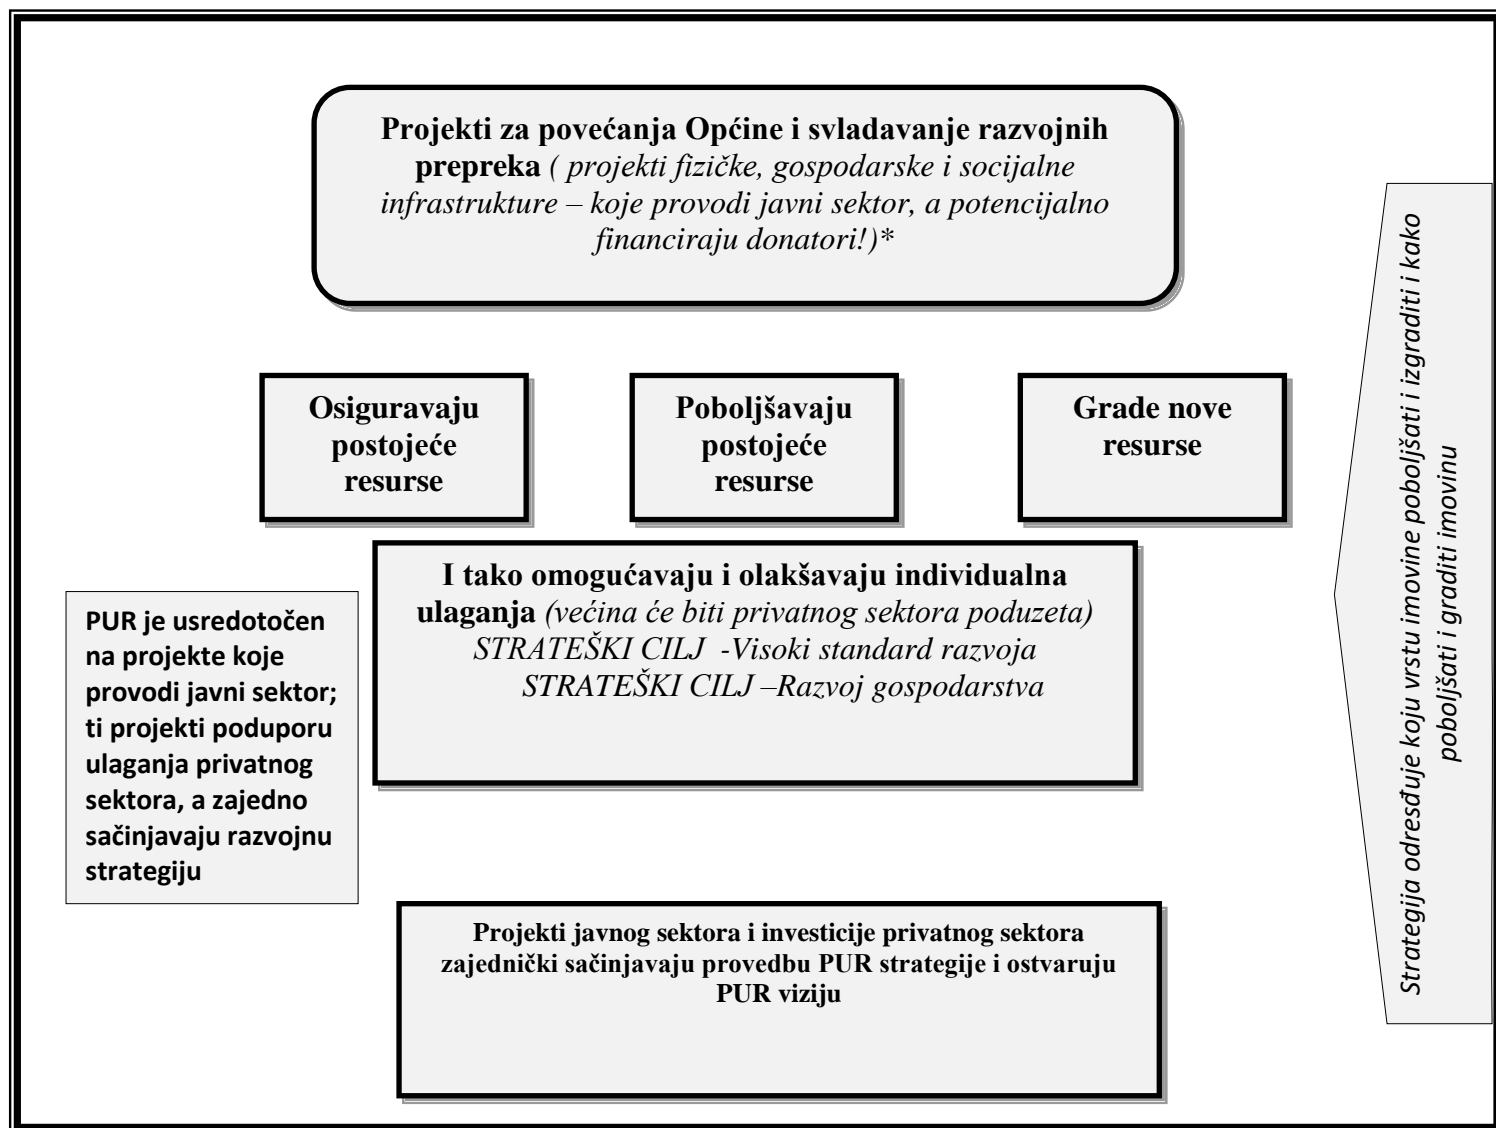 Projekti za povećanja Općine i svladavanje razvojnih
prepreka ( projekti fizičke, gospodarske i socijalne
infrastrukture – koje provodi javni sektor, a potencijalno
financiraju donatori!)*
Osiguravaju
postojeće
resurse
Poboljšavaju
postojeće
resurse
Grade nove
resurse
I tako omogućavaju i olakšavaju individualna
ulaganja (većina će biti privatnog sektora poduzeta)
STRATEŠKI CILJ -Visoki standard razvoja
STRATEŠKI CILJ –Razvoj gospodarstva
PUR je usredotočen
na projekte koje
provodi javni sektor;
ti projekti poduporu
ulaganja privatnog
sektora, a zajedno
sačinjavaju razvojnu
strategiju
Projekti javnog sektora i investicije privatnog sektora
zajednički sačinjavaju provedbu PUR strategije i ostvaruju
PUR viziju
Strategija odresđuje koju vrstu imovine poboljšati i izgraditi i kako
poboljšati i graditi imovinu